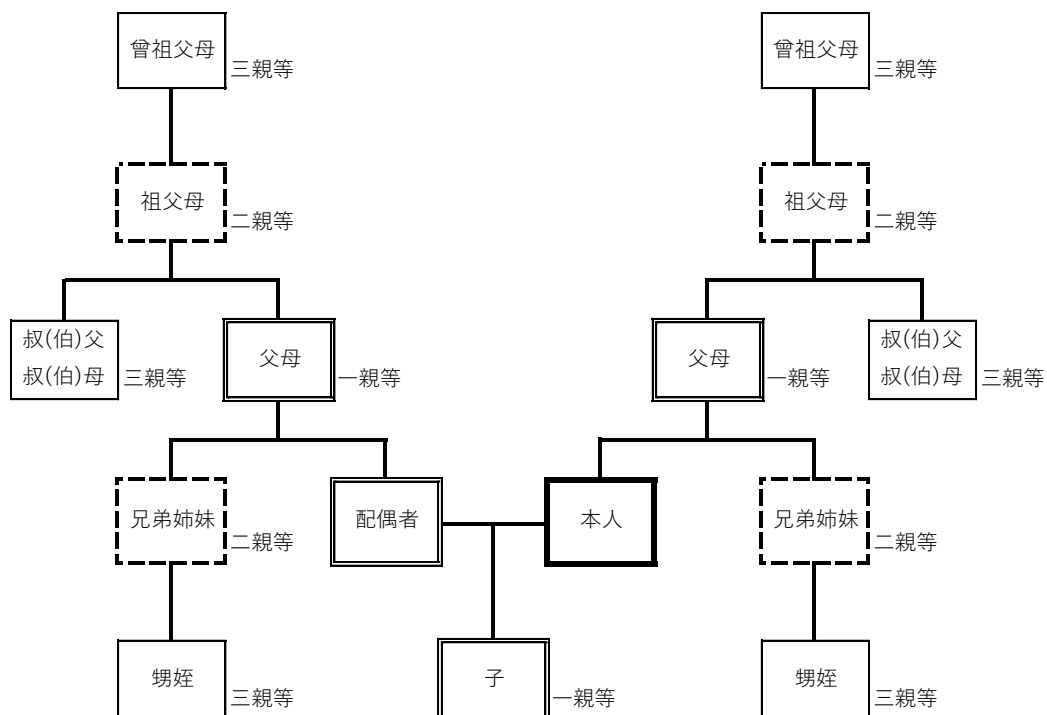 曾祖父母
三親等
曾祖父母
三親等
祖父母
二親等
祖父母
二親等
叔(伯)父
叔(伯)母
三親等
父母
一親等
父母
一親等
叔(伯)父
叔(伯)母
三親等
兄弟姉妹
二親等
配偶者
本人
兄弟姉妹
二親等
甥姪
三親等
子
一親等
甥姪
三親等